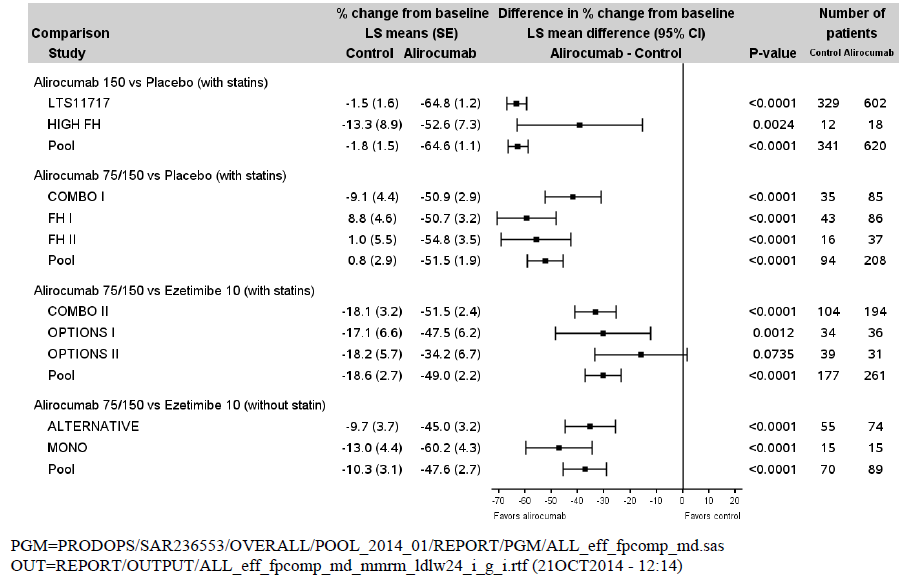 % change from baseline Difference in % change from baseline Number of
Comparison LS means (SE) LS mean difference (95% CI) patients
Study Control Alirocumab Alirocumab - Control P-value Control Alirocumab
Alirocumab 150 vs Placebo (with statins)
LTS11717 -1.5 (1.6) -64.8 (1.2) <0.0001 329 602
HIGH FH -13.3 (8.9) -52.6 (7.3) 0.0024 12 18
Pool -1.8 (1.5) -64.6 (1.1) <0.0001 341 620
Alirocumab 75/150 vs Placebo (with statins)
COMBO I -9.1 (4.4) -50.9 (2.9) <0.0001 35 85
FH I 8.8 (4.6) -50.7 (3.2) <0.0001 43 86
FH II 1.0 (5.5) -54.8 (3.5) <0.0001 16 37
Pool 0.8 (2.9) -51.5 (1.9) <0.0001 94 208
Alirocumab 75/150 vs Ezetimibe 10 (with statins)
COMBO II -18.1 (3.2) -51.5 (2.4) <0.0001 104 194
OPTIONS I -17.1 (6.6) -47.5 (6.2) 0.0012 34 36
OPTIONS II -18.2 (5.7) -34.2 (6.7) 0.0735 39 31
Pool -18.6 (2.7) -49.0 (2.2) <0.0001 177 261
Alirocumab 75/150 vs Ezetimibe 10 (without statin)
ALTERNATIVE -9.7 (3.7) -45.0 (3.2) <0.0001 55 74
MONO -13.0 (4.4) -60.2 (4.3) <0.0001 15 15
Pool -10.3 (3.1) -47.6 (2.7) <0.0001 70 89
-70 -60 -50 -40 -30 -20 -10 0 10 20
Favors alirocumab Favors control
PGM=PRODOPS/SAR236553/OVERALL/POOL_2014_01/REPORT/PGM/ALL_eff_fpcomp_md.sas
OUT=REPORT/OUTPUT/ALL_eff_fpcomp_md_mmrm_ldlw24_i_g_i.rtf (21OCT2014 - 12:14)